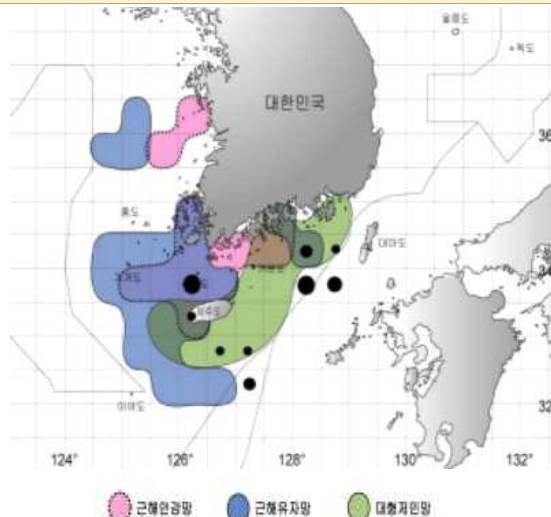 울릉도
독도
대한민국
36
홍도
대마도
34
제주도
이어도
32
124° 126° 128° 130° 132°
근해안강망 근해유자망 대형저인망